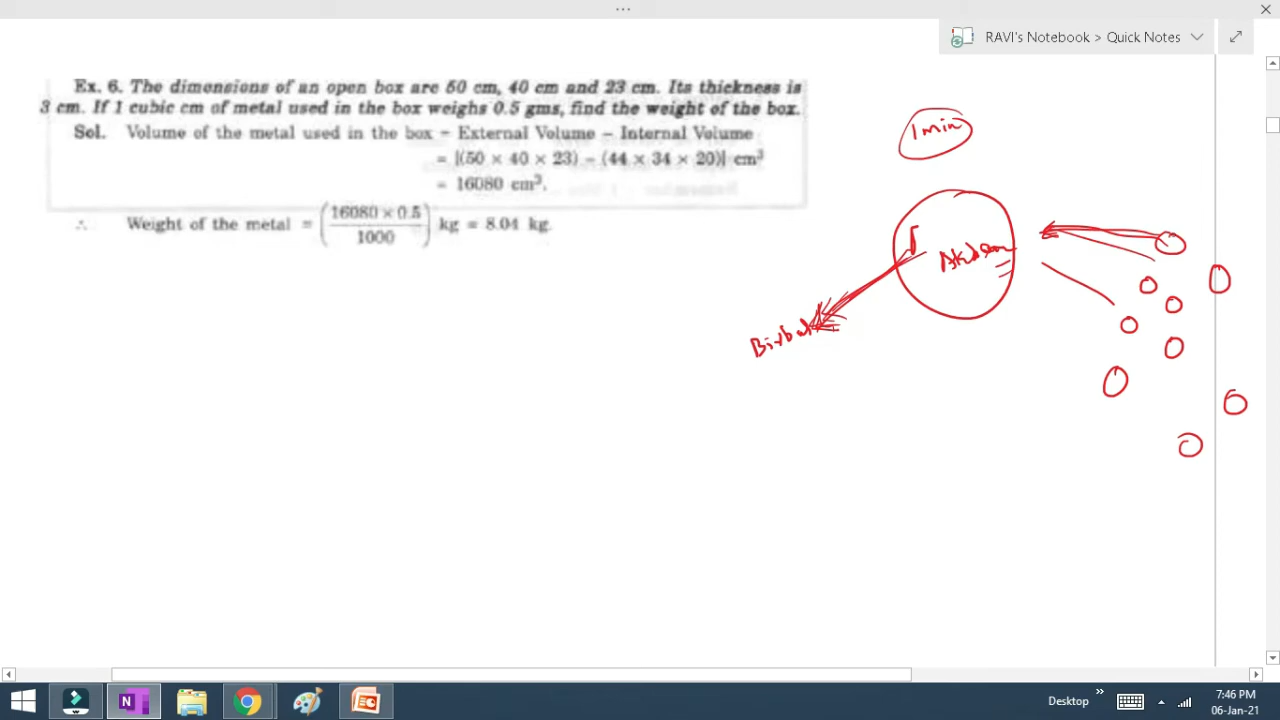 RAVI's Notebook > Quick Notes
Ex. 6. The dimensions of an open box are 50 cm, 40 cm and 23 cm. Its thickness is
3 cm. If 1 cubic cm of metal used in the box weighs 0.5 gms, find the weight of the box.
Sol. Volume of the metal used in the box = External Volume − Internal Volume
= [(50 × 40 × 23) − (44 × 34 × 20)] cm³
= 16080 cm³.
∴ Weight of the metal = (16080 × 0.5 / 1000) kg = 8.04 kg.
1 min
Birbal
Desktop
7:46 PM
06-Jan-21